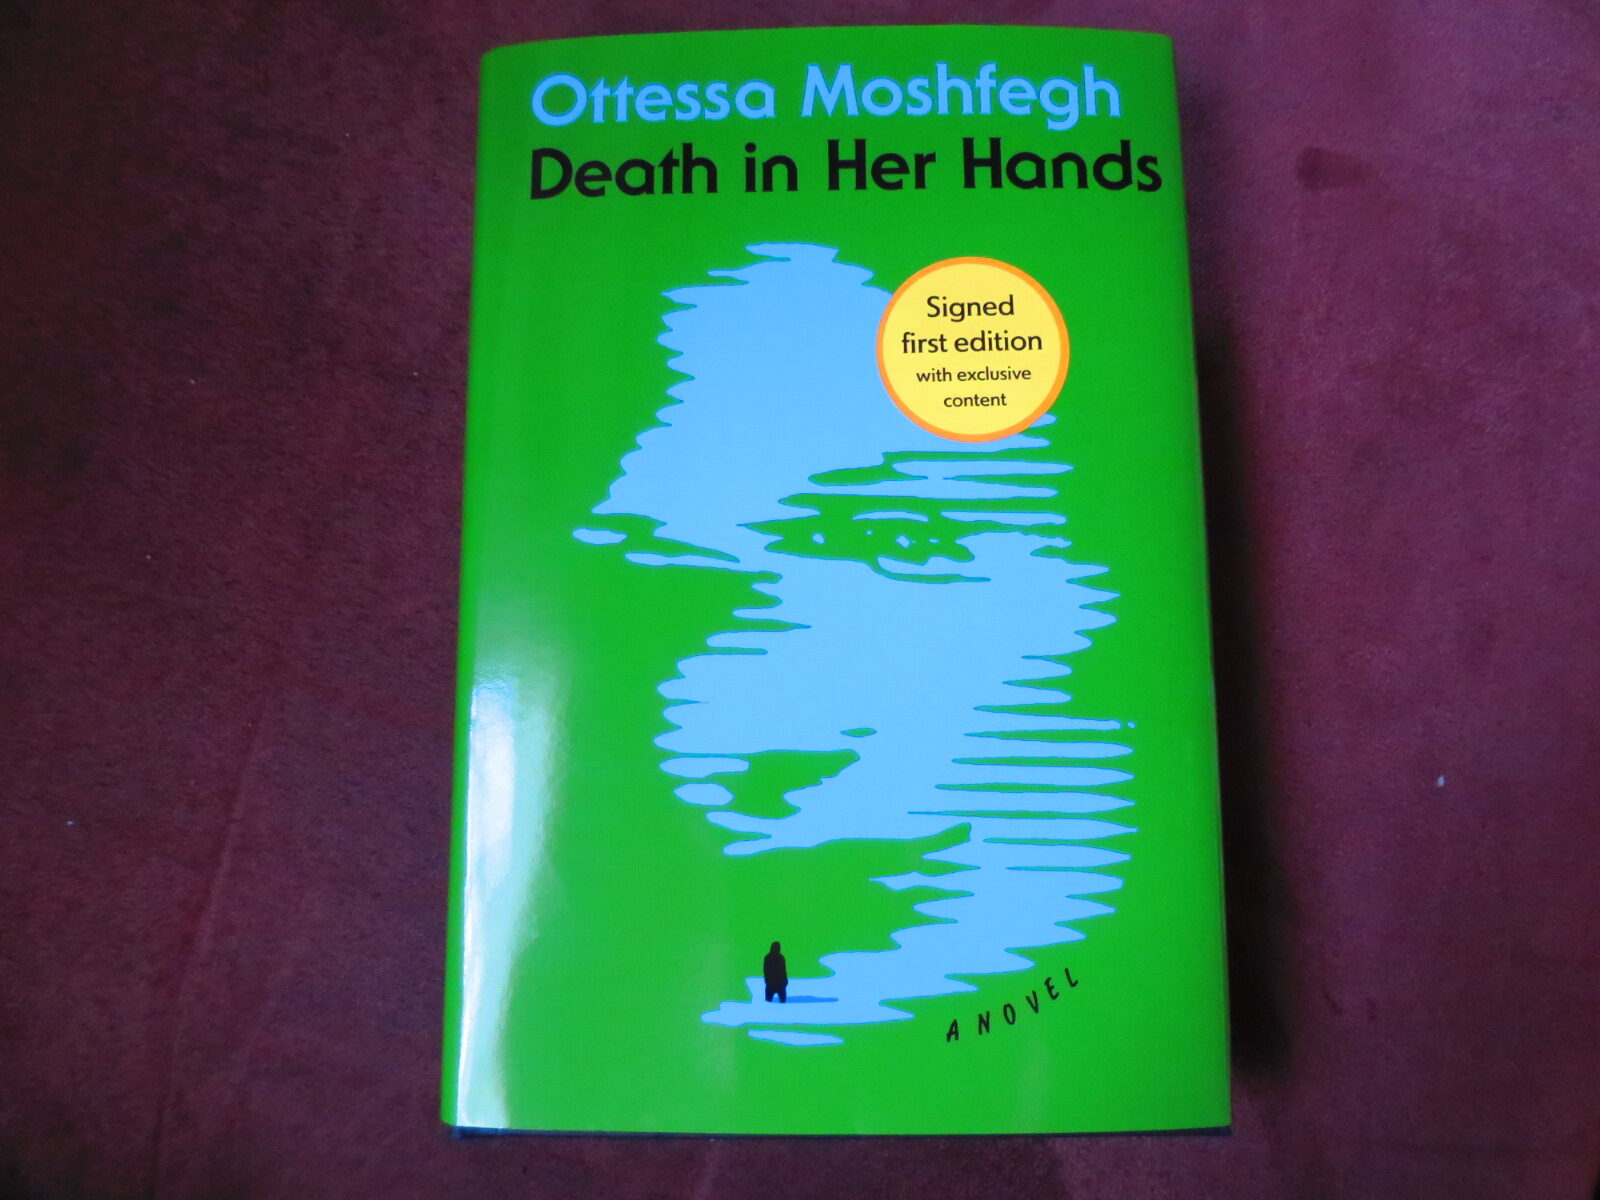 Ottessa Moshfegh
Death in Her Hands
Signed
first edition
with exclusive
content
A NOVEL